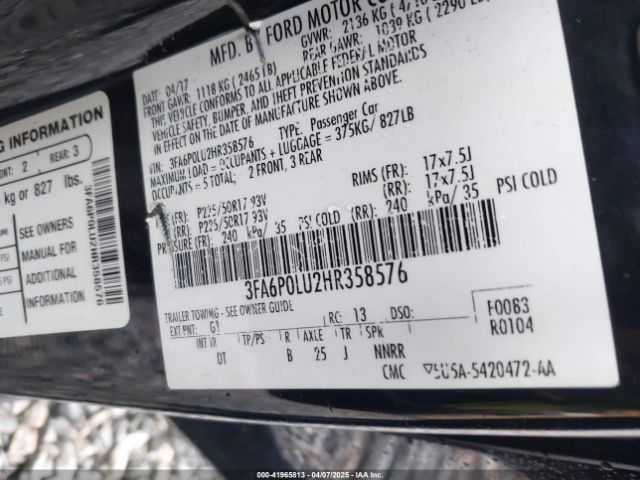 NG INFORMATION
FRONT: 2 REAR: 3
kg or 827 lbs.
SEE OWNERS
MANUAL FOR
ADDITIONAL
INFORMATION
3FA6P0LU2HR358576
MFD. BY FORD MOTOR
DATE: 04/17 GVWR: 2136 KG
FRONT GAWR: 1118 KG (2465 LB) REAR GAWR: 1039 KG (2290
THIS VEHICLE CONFORMS TO ALL APPLICABLE FEDERAL MOTOR
VEHICLE SAFETY, BUMPER, AND THEFT PREVENTION STANDARDS
IN EFFECT ON THE DATE OF MANUFACTURE SHOWN ABOVE.
VIN: 3FA6P0LU2HR358576 TYPE: Passenger Car
MAXIMUM LOAD = OCCUPANTS + LUGGAGE = 375KG/ 827LB
OCCUPANTS = 5 TOTAL; 2 FRONT, 3 REAR
(FR): P225/50R17 93V RIMS (FR): 17x7.5J
(RR): P225/50R17 93V (RR): 17x7.5J
PRESSURE (FR): 240 kPa/ 35 PSI COLD (RR): 240 kPa/ 35 PSI COLD
3FA6P0LU2HR358576
TRAILER TOWING - SEE OWNER GUIDE
EXT PNT: G1 RC: 13 DSO: F0083
R0104
INT TR TP/PS R AXLE TR SPR
DT B 25 J NNRR
CMC 5U5A-5420472-AA
000-41965813 - 04/07/2025 - IAA